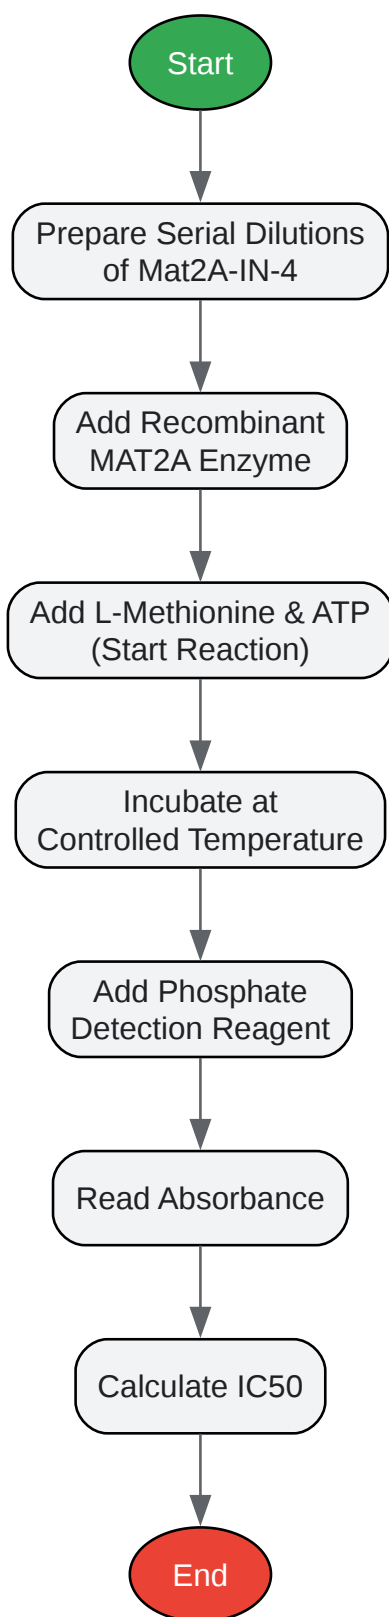 Start
Prepare Serial Dilutions
of Mat2A-IN-4
Add Recombinant
MAT2A Enzyme
Add L-Methionine & ATP
(Start Reaction)
Incubate at
Controlled Temperature
Add Phosphate
Detection Reagent
Read Absorbance
Calculate IC50
End